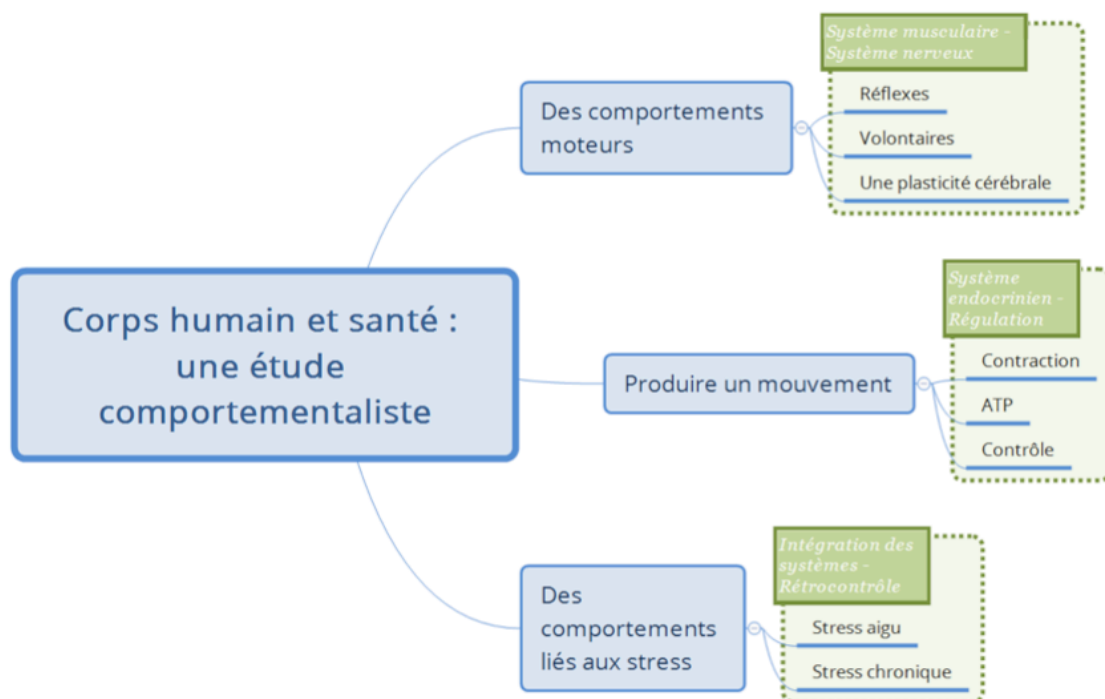 Système musculaire -
Système nerveux
Réflexes
Des comportements
moteurs
Volontaires
Une plasticité cérébrale
Corps humain et santé :
une étude
comportementaliste
Système
endocrinien -
Régulation
Contraction
Produire un mouvement
ATP
Contrôle
Intégration des
systèmes -
Rétrocontrôle
Des
comportements
liés aux stress
Stress aigu
Stress chronique